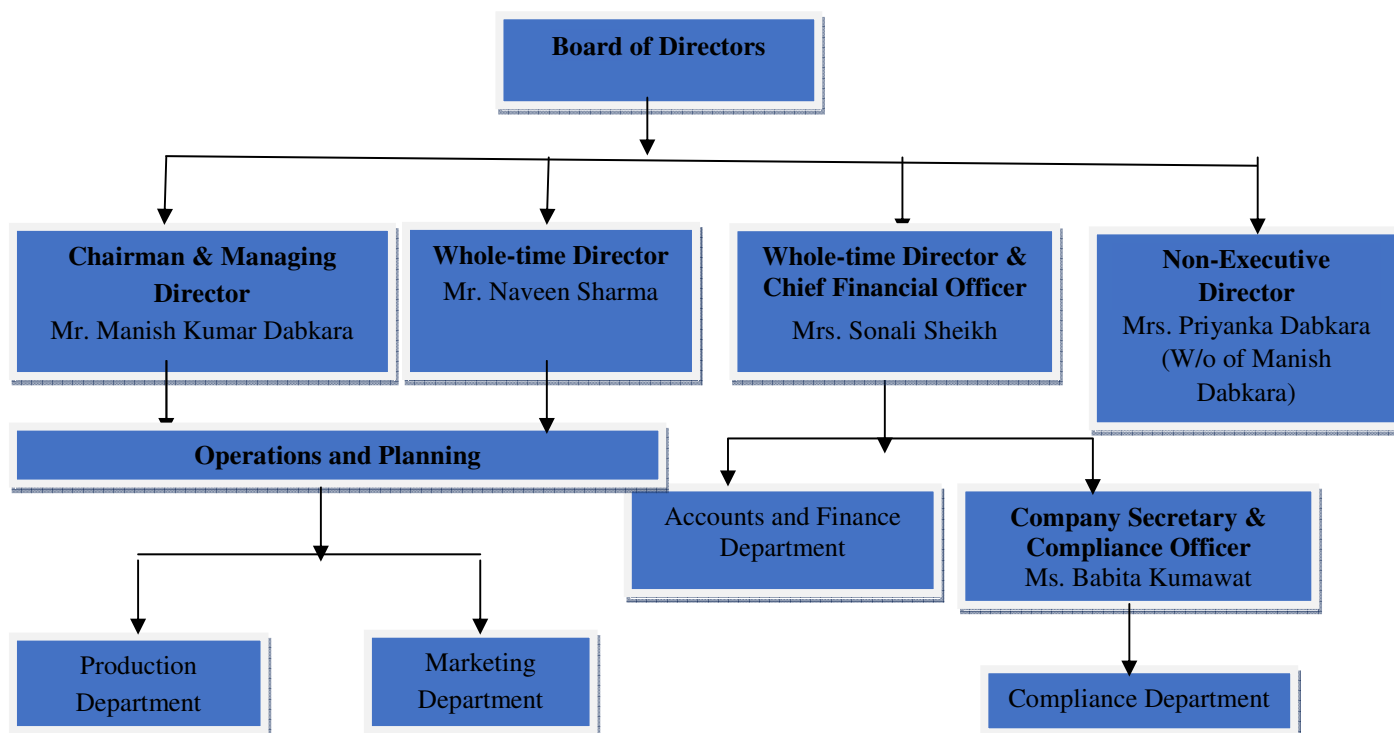 Board of Directors
Chairman & Managing
Director
Mr. Manish Kumar Dabkara
Whole-time Director
Mr. Naveen Sharma
Whole-time Director &
Chief Financial Officer
Mrs. Sonali Sheikh
Non-Executive
Director
Mrs. Priyanka Dabkara
(W/o of Manish
Dabkara)
Operations and Planning
Accounts and Finance
Department
Company Secretary &
Compliance Officer
Ms. Babita Kumawat
Production
Department
Marketing
Department
Compliance Department